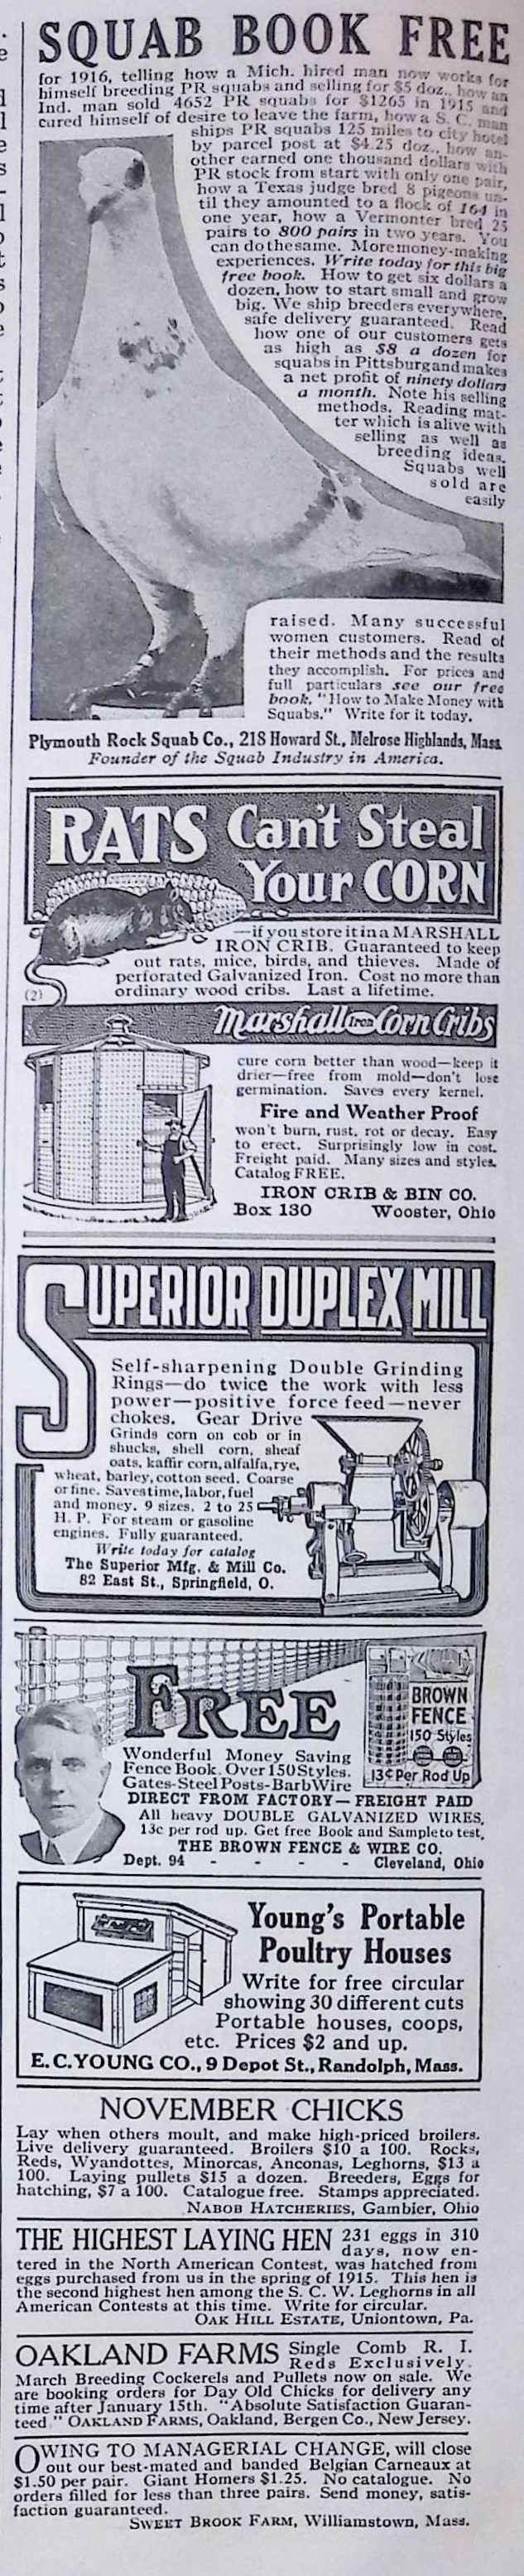 SQUAB BOOK FREE
for 1916, telling how a Mich. hired man now works for
himself breeding PR squabs and selling for $5 doz., how an
Ind. man sold 4652 PR squabs for $1265 in 1915 and
cured himself of desire to leave the farm, how a S. C. man
ships PR squabs 125 miles to city hotel
by parcel post at $4.25 doz., how an-
other earned one thousand dollars with
PR stock from start with only one pair,
how a Texas judge bred 8 pigeons un-
til they amounted to a flock of 164 in
one year, how a Vermonter bred 25
pairs to 800 pairs in two years. You
can do the same. More money-making
experiences. Write today for this big
free book. How to get six dollars a
dozen, how to start small and grow
big. We ship breeders everywhere,
safe delivery guaranteed. Read
how one of our customers gets
as high as $8 a dozen for
squabs in Pittsburg and makes
a net profit of ninety dollars
a month. Note his selling
methods. Reading mat-
ter which is alive with
selling as well as
breeding ideas.
Squabs well
sold are
easily
raised. Many successful
women customers. Read of
their methods and the results
they accomplish. For prices and
full particulars see our free
book, "How to Make Money with
Squabs." Write for it today.
Plymouth Rock Squab Co., 218 Howard St., Melrose Highlands, Mass.
Founder of the Squab Industry in America.
RATS Can't Steal
Your CORN
—if you store it in a MARSHALL
IRON CRIB. Guaranteed to keep
out rats, mice, birds, and thieves. Made of
perforated Galvanized Iron. Cost no more than
ordinary wood cribs. Last a lifetime.
(2)
Marshall Iron Corn Cribs
cure corn better than wood—keep it
drier—free from mold—don't lose
germination. Saves every kernel.
Fire and Weather Proof
won't burn, rust, rot or decay. Easy
to erect. Surprisingly low in cost.
Freight paid. Many sizes and styles.
Catalog FREE.
IRON CRIB & BIN CO.
Box 130 Wooster, Ohio
SUPERIOR DUPLEX MILL
Self-sharpening Double Grinding
Rings—do twice the work with less
power—positive force feed—never
chokes. Gear Drive
Grinds corn on cob or in
shucks, shell corn, sheaf
oats, kaffir corn, alfalfa, rye,
wheat, barley, cotton seed. Coarse
or fine. Saves time, labor, fuel
and money. 9 sizes. 2 to 25
H. P. For steam or gasoline
engines. Fully guaranteed.
Write today for catalog
The Superior Mfg. & Mill Co.
82 East St., Springfield, O.
FREE
BROWN
FENCE
150 Styles
13¢ Per Rod Up
Wonderful Money Saving
Fence Book. Over 150 Styles.
Gates-Steel Posts-Barb Wire
DIRECT FROM FACTORY—FREIGHT PAID
All heavy DOUBLE GALVANIZED WIRES.
13c per rod up. Get free Book and Sample to test.
THE BROWN FENCE & WIRE CO.
Dept. 94 - - - - Cleveland, Ohio
Young's Portable
Poultry Houses
Write for free circular
showing 30 different cuts
Portable houses, coops,
etc. Prices $2 and up.
E. C. YOUNG CO., 9 Depot St., Randolph, Mass.
NOVEMBER CHICKS
Lay when others moult, and make high-priced broilers.
Live delivery guaranteed. Broilers $10 a 100. Rocks,
Reds, Wyandottes, Minorcas, Anconas, Leghorns, $13 a
100. Laying pullets $15 a dozen. Breeders, Eggs for
hatching, $7 a 100. Catalogue free. Stamps appreciated.
NABOB HATCHERIES, Gambier, Ohio
THE HIGHEST LAYING HEN 231 eggs in 310
days, now en-
tered in the North American Contest, was hatched from
eggs purchased from us in the spring of 1915. This hen is
the second highest hen among the S. C. W. Leghorns in all
American Contests at this time. Write for circular.
OAK HILL ESTATE, Uniontown, Pa.
OAKLAND FARMS Single Comb R. I.
Reds Exclusively.
March Breeding Cockerels and Pullets now on sale. We
are booking orders for Day Old Chicks for delivery any
time after January 15th. "Absolute Satisfaction Guaran-
teed" OAKLAND FARMS, Oakland, Bergen Co., New Jersey.
OWING TO MANAGERIAL CHANGE, will close
out our best-mated and banded Belgian Carneaux at
$1.50 per pair. Giant Homers $1.25. No catalogue. No
orders filled for less than three pairs. Send money, satis-
faction guaranteed.
SWEET BROOK FARM, Williamstown, Mass.